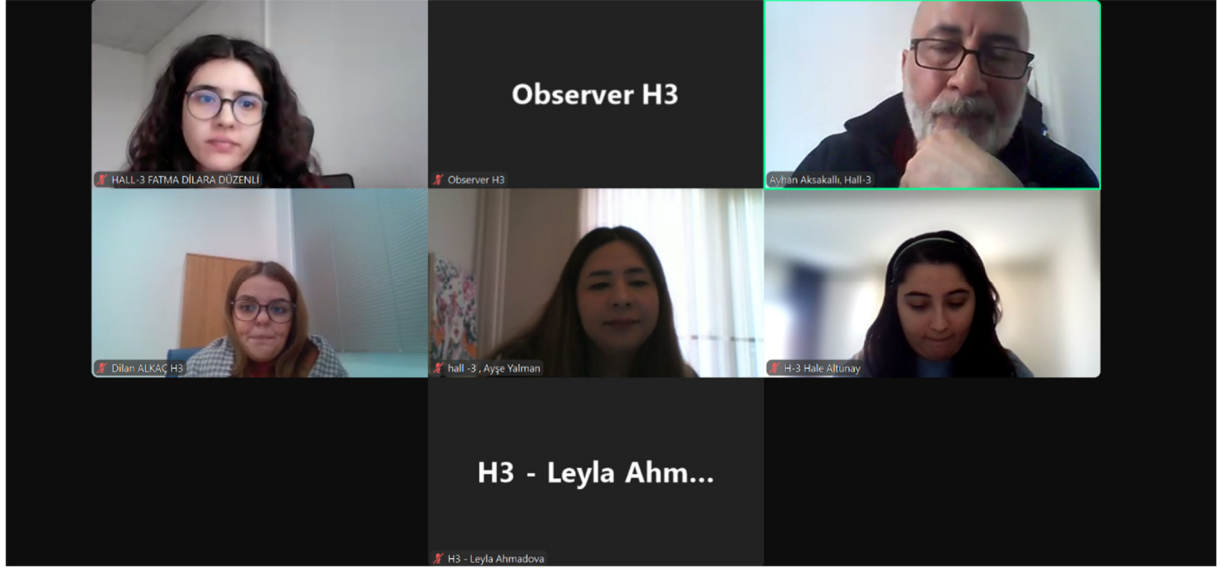 HALL-3 FATMA DİLARA DÜZENLİ
Observer H3
Observer H3
Ayhan Aksakallı, Hall-3
Dilan ALKAÇ H3
hall -3 , Ayşe Yalman
H-3 Hale Altunay
H3 - Leyla Ahm...
H3 - Leyla Ahmadova